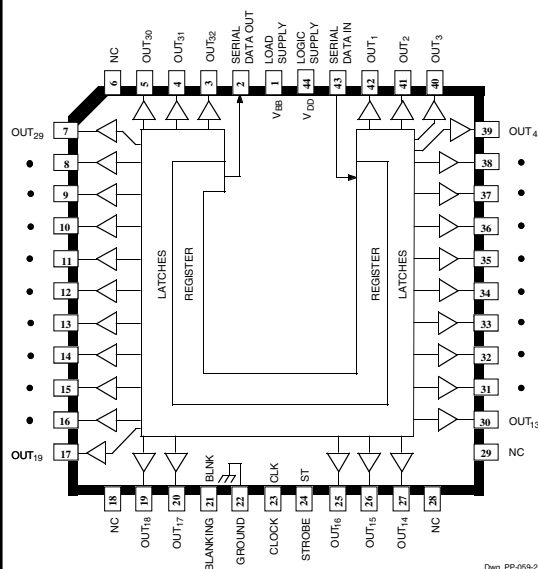 NC
OUT30
OUT31
OUT32
SERIAL
DATA OUT
LOAD
SUPPLY
LOGIC
SUPPLY
SERIAL
DATA IN
OUT1
OUT2
OUT3
6
5
4
3
2
1
44
43
42
41
40
VBB
VDD
OUT29
7
39
OUT4
8
38
9
37
10
36
11
35
12
34
13
33
14
32
15
31
16
30
OUT13
OUT19
17
29
NC
LATCHES
REGISTER
REGISTER
LATCHES
BLNK
CLK
ST
18
19
20
21
22
23
24
25
26
27
28
NC
OUT18
OUT17
BLANKING
GROUND
CLOCK
STROBE
OUT16
OUT15
OUT14
NC
Dwg. PP-059-2